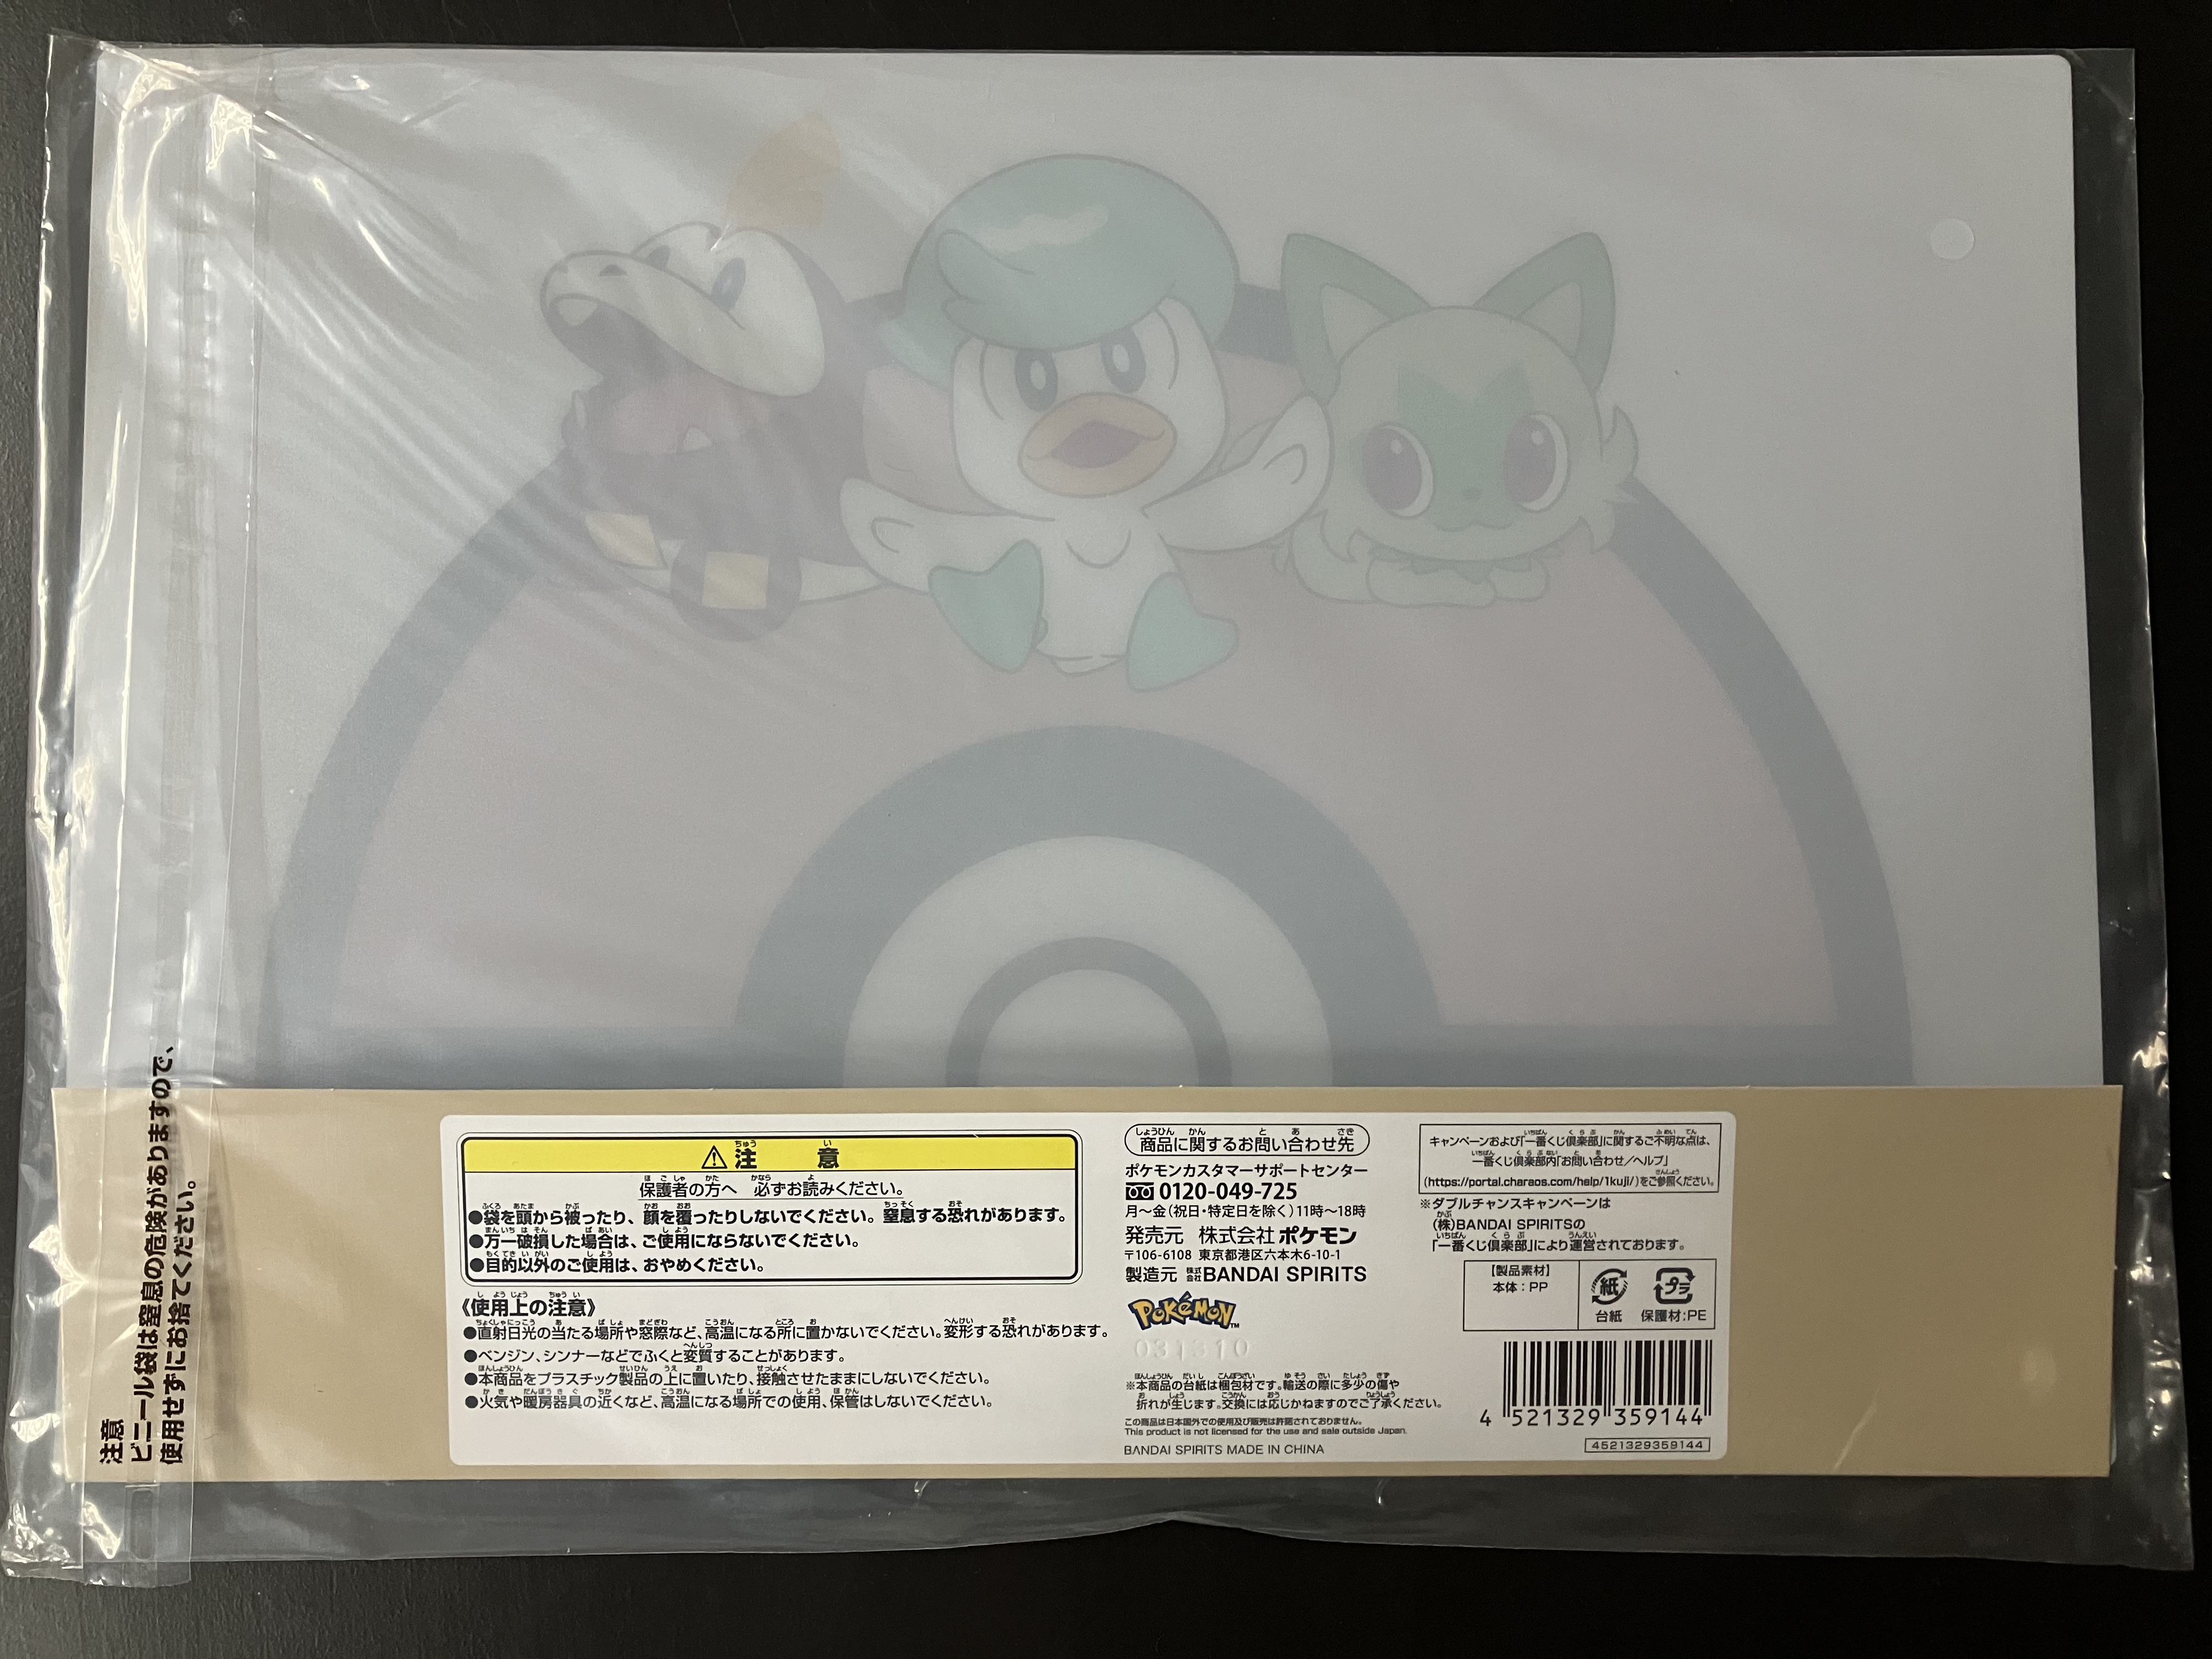 注意
ビニール袋は窒息の危険がありますので、
使用せずにお捨てください。
⚠注意
保護者の方へ 必ずお読みください。
●袋を頭から被ったり、顔を覆ったりしないでください。窒息する恐れがあります。
●万一破損した場合は、ご使用にならないでください。
●目的以外のご使用は、おやめください。
《使用上の注意》
●直射日光の当たる場所や窓際など、高温になる所に置かないでください。変形する恐れがあります。
●ベンジン、シンナーなどでふくと変質することがあります。
●本商品をプラスチック製品の上に置いたり、接触させたままにしないでください。
●火気や暖房器具の近くなど、高温になる場所での使用、保管はしないでください。
商品に関するお問い合わせ先
ポケモンカスタマーサポートセンター
0120-049-725
月〜金(祝日・特定日を除く)11時〜18時
発売元 株式会社ポケモン
〒106-6108 東京都港区六本木6-10-1
製造元 株式会社BANDAI SPIRITS
POKéMON™
031310
※本商品の台紙は梱包材です。輸送の際に多少の傷や
折れが生じます。交換には応じかねますのでご了承ください。
この商品は日本国外での使用及び販売は許諾されておりません。
This product is not licensed for the use and sale outside Japan.
BANDAI SPIRITS MADE IN CHINA
キャンペーンおよび「一番くじ倶楽部」に関するご不明な点は、
一番くじ倶楽部内「お問い合わせ/ヘルプ」
(https://portal.charaos.com/help/1kuji/)をご参照ください。
※ダブルチャンスキャンペーンは
(株)BANDAI SPIRITSの
「一番くじ倶楽部」により運営されております。
【製品素材】
本体:PP
紙
台紙
プラ
保護材:PE
4 521329 359144
4521329359144